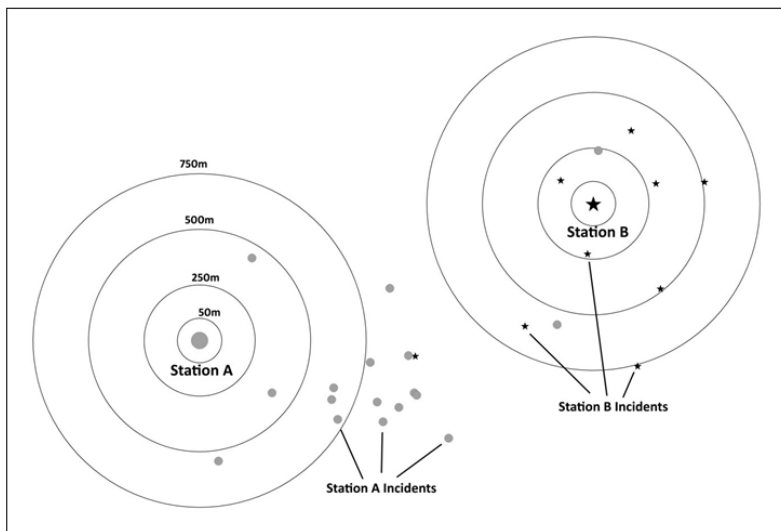 750m
500m
250m
50m
Station A
Station B
Station B Incidents
Station A Incidents